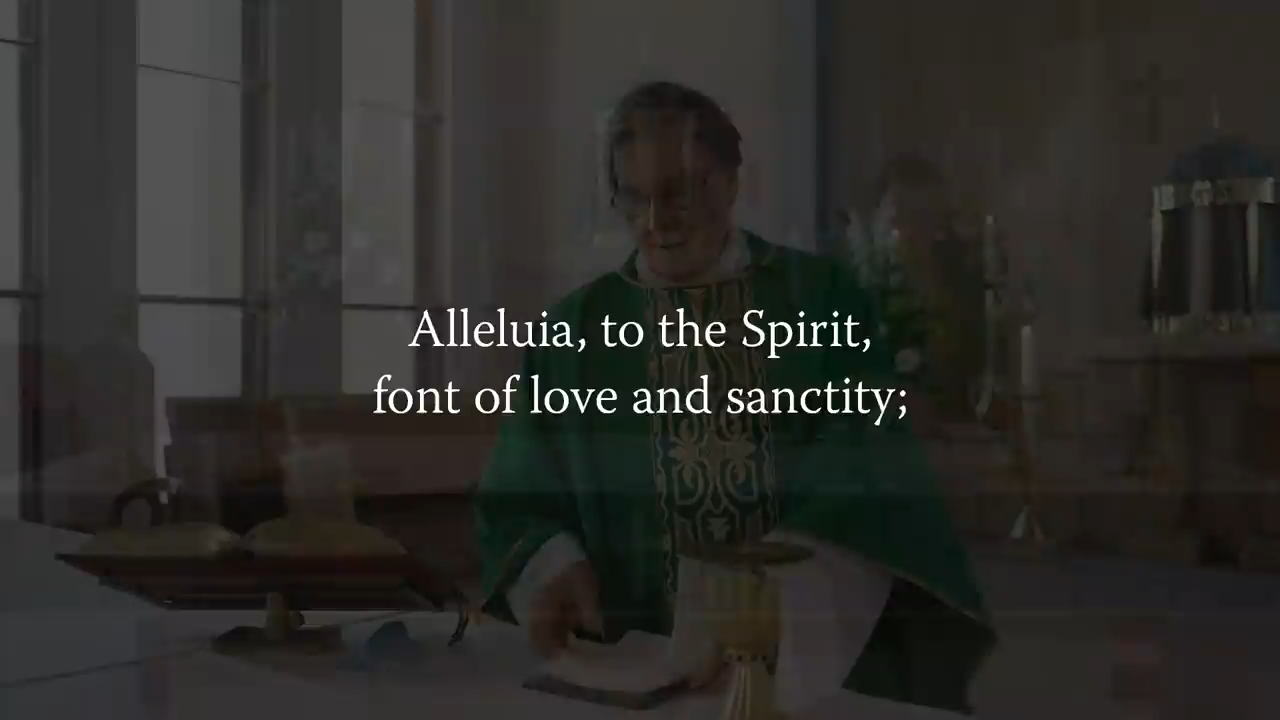 Alleluia, to the Spirit,
font of love and sanctity;